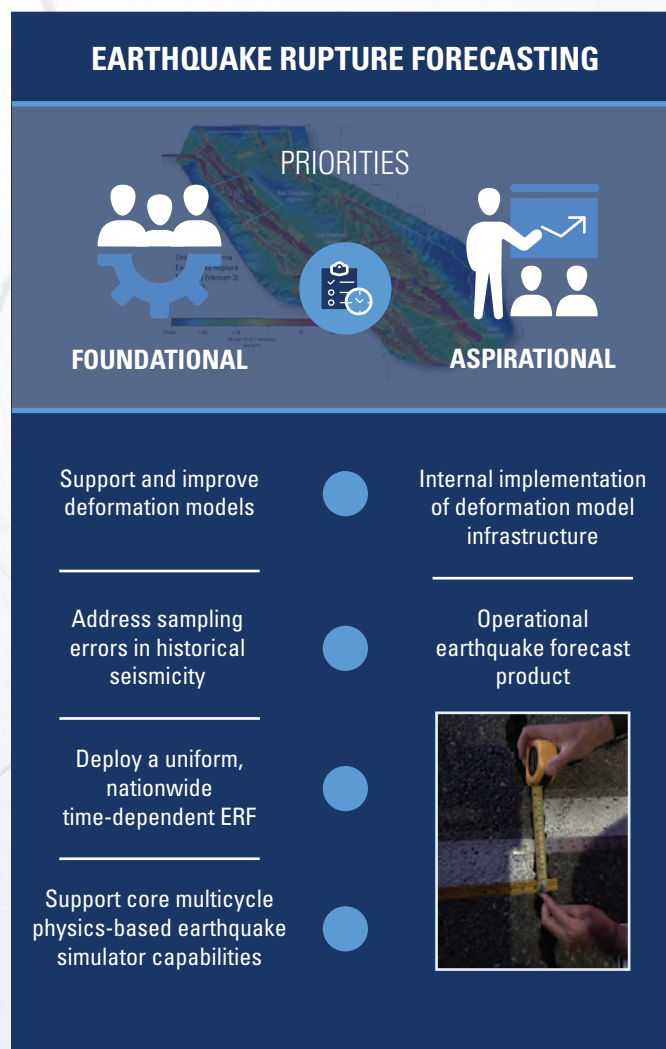 EARTHQUAKE RUPTURE FORECASTING
PRIORITIES
FOUNDATIONAL
ASPIRATIONAL
Support and improve
deformation models
Address sampling
errors in historical
seismicity
Deploy a uniform,
nationwide
time-dependent ERF
Support core multicycle
physics-based earthquake
simulator capabilities
Internal implementation
of deformation model
infrastructure
Operational
earthquake forecast
product